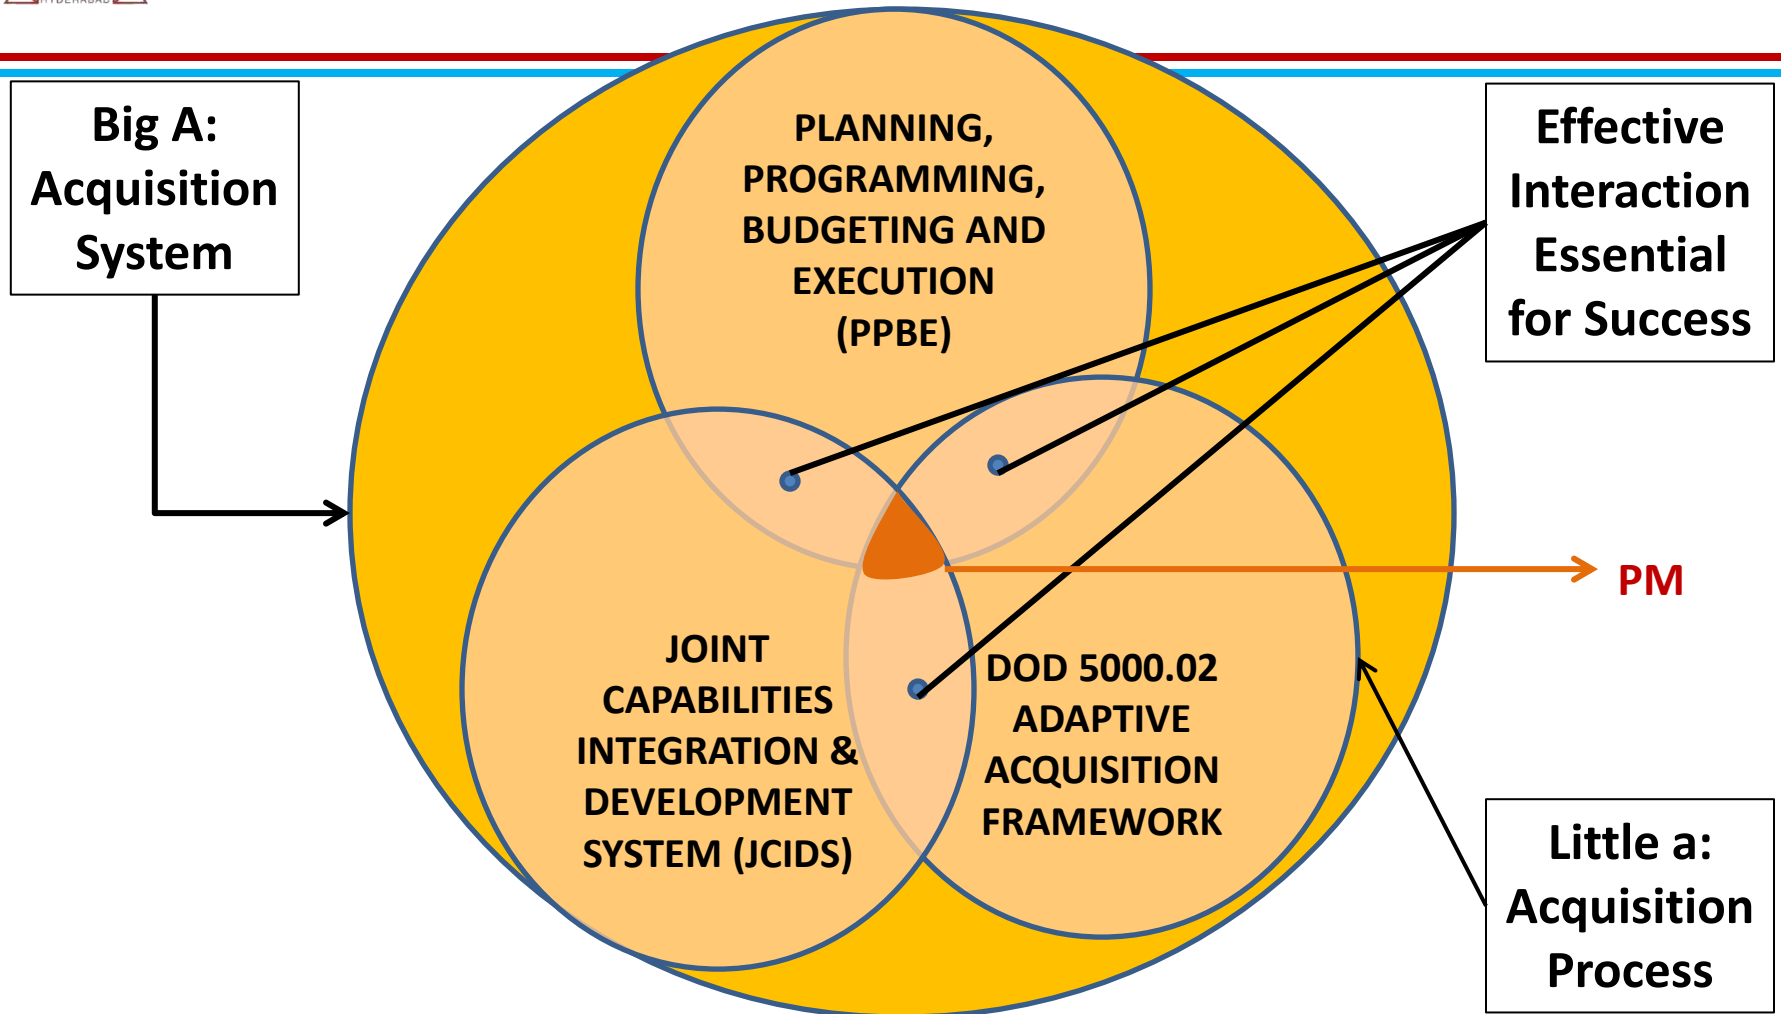 HYDERABAD
Big A:
Acquisition
System
PLANNING,
PROGRAMMING,
BUDGETING AND
EXECUTION
(PPBE)
Effective
Interaction
Essential
for Success
PM
JOINT
CAPABILITIES
INTEGRATION &
DEVELOPMENT
SYSTEM (JCIDS)
DOD 5000.02
ADAPTIVE
ACQUISITION
FRAMEWORK
Little a:
Acquisition
Process